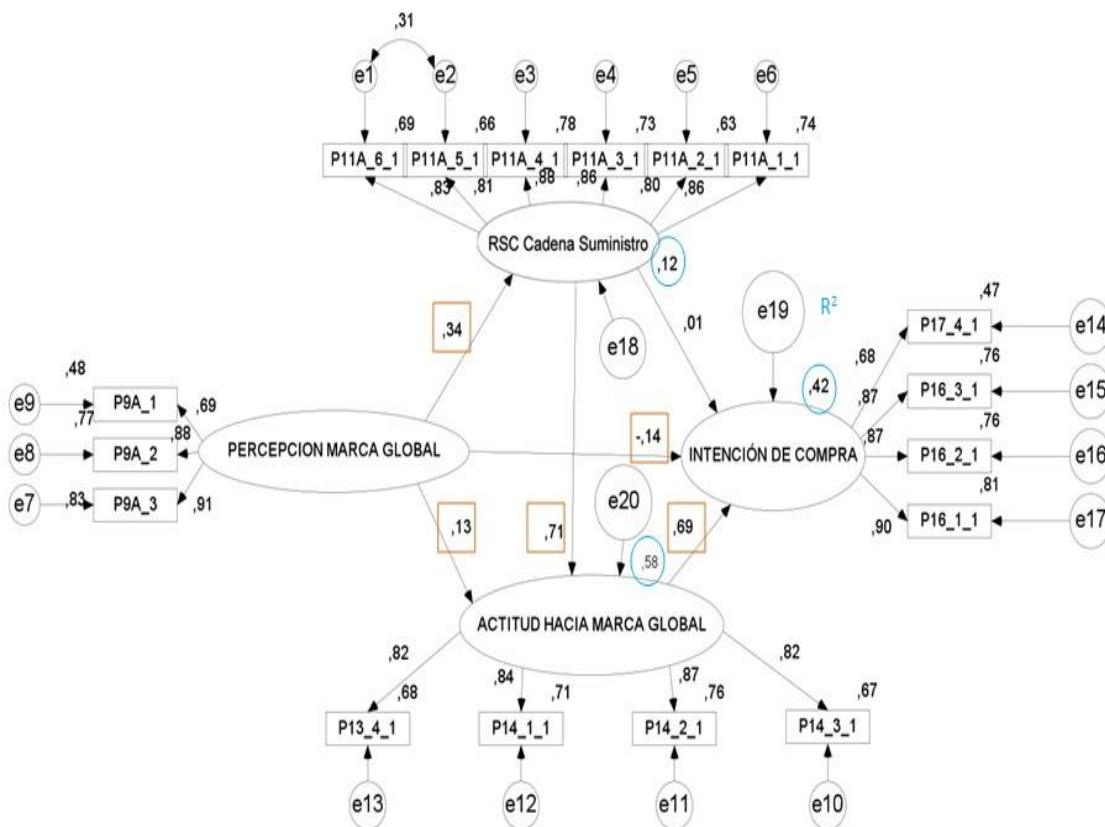 ,31
e1 e2 e3 e4 e5 e6
,69 ,66 ,78 ,73 ,63 ,74
P11A_6_1 P11A_5_1 P11A_4_1 P11A_3_1 P11A_2_1 P11A_1_1
,83 ,81 ,88 ,86 ,80 ,86
RSC Cadena Suministro
,12
e19 R²
,47
P17_4_1 e14
,34
e18
,01
,68 ,76
,48
e9 P9A_1 ,69
,42
,87 P16_3_1 e15
,77
e8 P9A_2 ,88
PERCEPCION MARCA GLOBAL
-,14
INTENCIÓN DE COMPRA
,87 ,76
P16_2_1 e16
e7 ,83 P9A_3 ,91
e20
,81
,90 P16_1_1 e17
,13 ,71 ,69
,58
ACTITUD HACIA MARCA GLOBAL
,82 ,84 ,87 ,82
,68 ,71 ,76 ,67
P13_4_1 P14_1_1 P14_2_1 P14_3_1
e13 e12 e11 e10